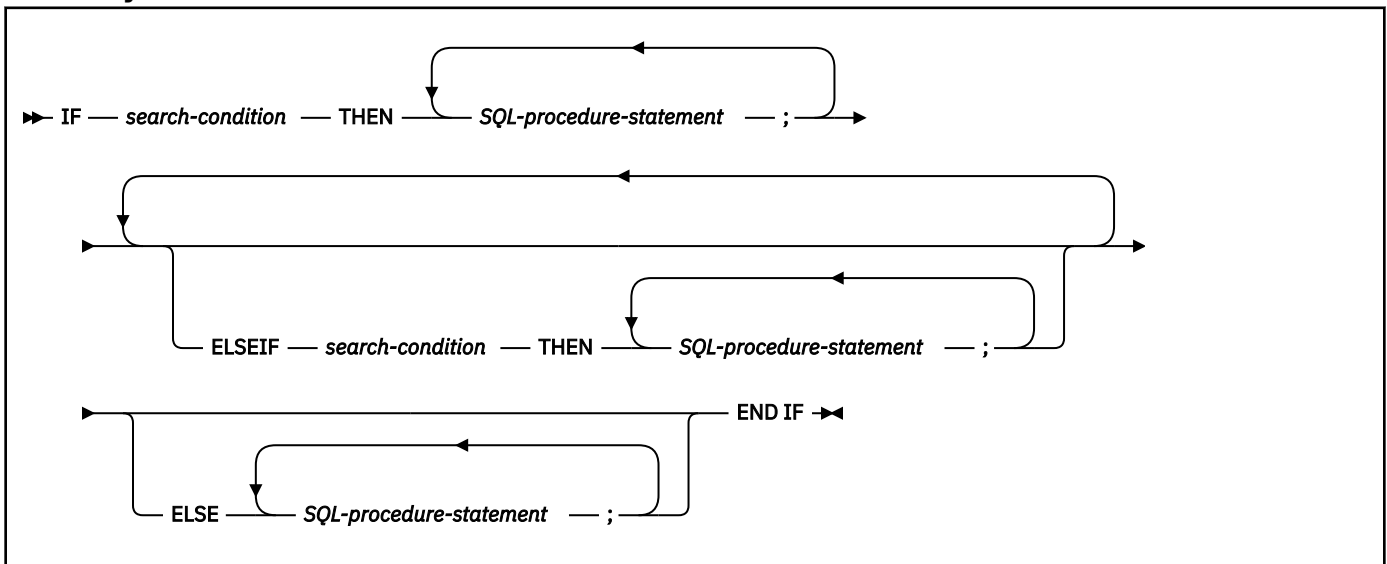 IF search-condition THEN SQL-procedure-statement ;
ELSEIF search-condition THEN SQL-procedure-statement ;
END IF
ELSE SQL-procedure-statement ;